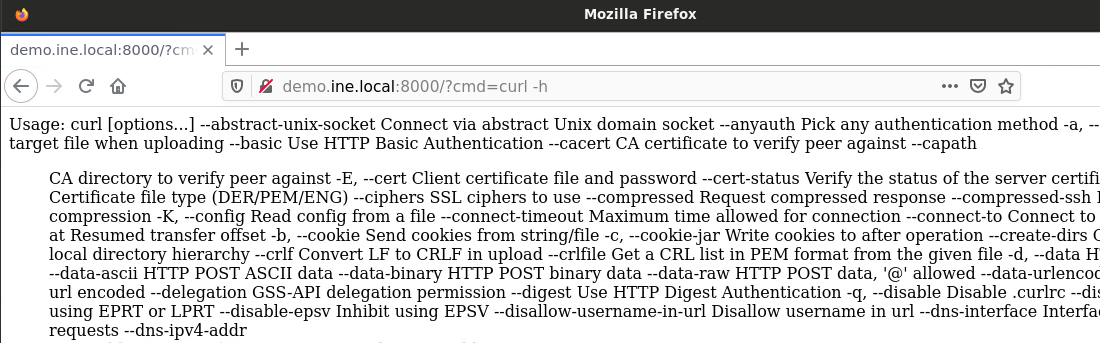 Mozilla Firefox
demo.ine.local:8000/?cm
demo.ine.local:8000/?cmd=curl -h
Usage: curl [options...] --abstract-unix-socket Connect via abstract Unix domain socket --anyauth Pick any authentication method -a, --
target file when uploading --basic Use HTTP Basic Authentication --cacert CA certificate to verify peer against --capath
CA directory to verify peer against -E, --cert Client certificate file and password --cert-status Verify the status of the server certifi
Certificate file type (DER/PEM/ENG) --ciphers SSL ciphers to use --compressed Request compressed response --compressed-ssh
compression -K, --config Read config from a file --connect-timeout Maximum time allowed for connection --connect-to Connect to
at Resumed transfer offset -b, --cookie Send cookies from string/file -c, --cookie-jar Write cookies to after operation --create-dirs
local directory hierarchy --crlf Convert LF to CRLF in upload --crlfile Get a CRL list in PEM format from the given file -d, --data
--data-ascii HTTP POST ASCII data --data-binary HTTP POST binary data --data-raw HTTP POST data, '@' allowed --data-urlencod
url encoded --delegation GSS-API delegation permission --digest Use HTTP Digest Authentication -q, --disable Disable .curlrc --dis
using EPRT or LPRT --disable-epsv Inhibit using EPSV --disallow-username-in-url Disallow username in url --dns-interface Interfa
requests --dns-ipv4-addr